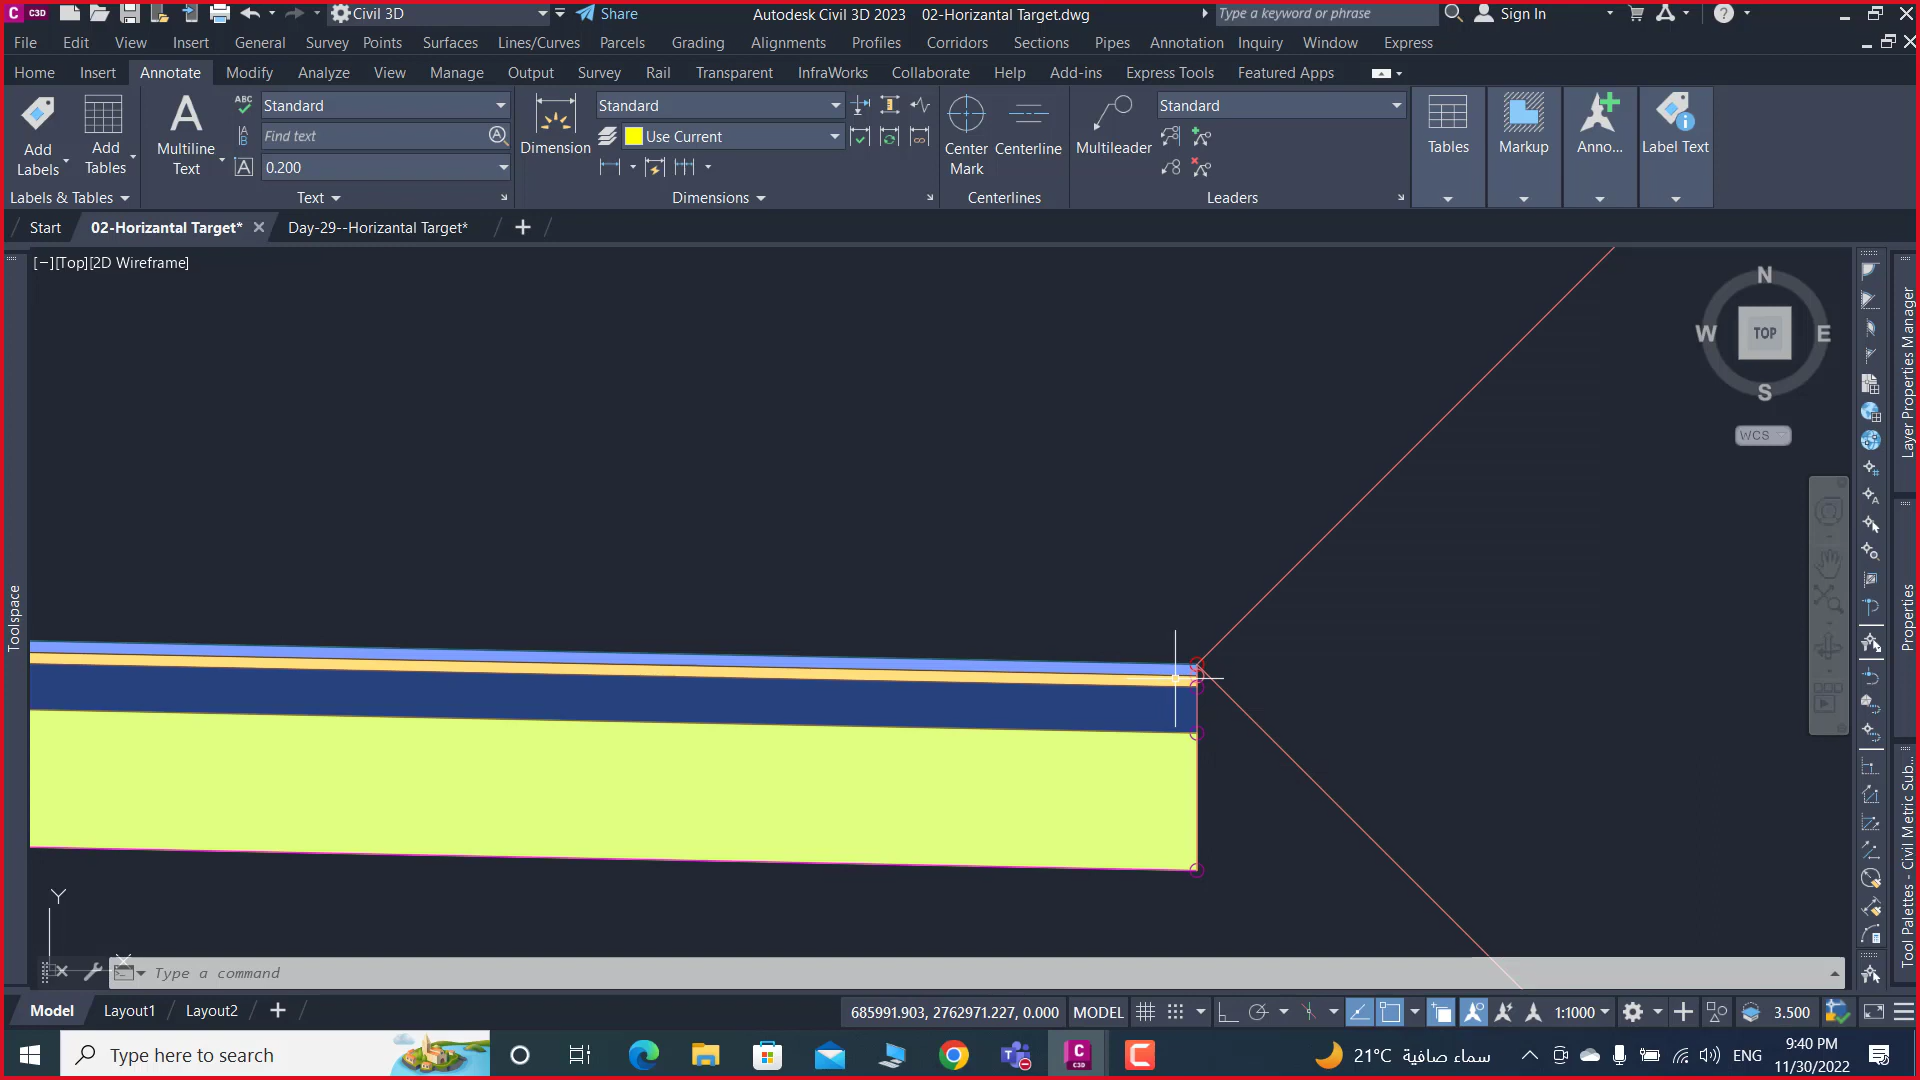 C C3D Civil 3D Share Autodesk Civil 3D 2023 02-Horizantal Target.dwg Type a keyword or phrase Sign In ?
File Edit View Insert General Survey Points Surfaces Lines/Curves Parcels Grading Alignments Profiles Corridors Sections Pipes Annotation Inquiry Window Express
Home Insert Annotate Modify Analyze View Manage Output Survey Rail Transparent InfraWorks Collaborate Help Add-ins Express Tools Featured Apps
Add Labels
Add Tables
Labels & Tables
Multiline Text
ABC Standard
Find text
0.200
Text
Dimension
Standard
Use Current
Dimensions
Center Mark
Centerline
Centerlines
Multileader
Standard
Leaders
Tables
Markup
Anno...
Label Text
Start 02-Horizantal Target* Day-29--Horizantal Target*
[−][Top][2D Wireframe]
N
W TOP E
S
WCS
Toolspace
Layer Properties Manager
Properties
Tool Palettes - Civil Metric Sub...
Y
X
Type a command
Model Layout1 Layout2 685991.903, 2762971.227, 0.000 MODEL 1:1000 3.500
Type here to search 21°C سماء صافية ENG 9:40 PM
11/30/2022